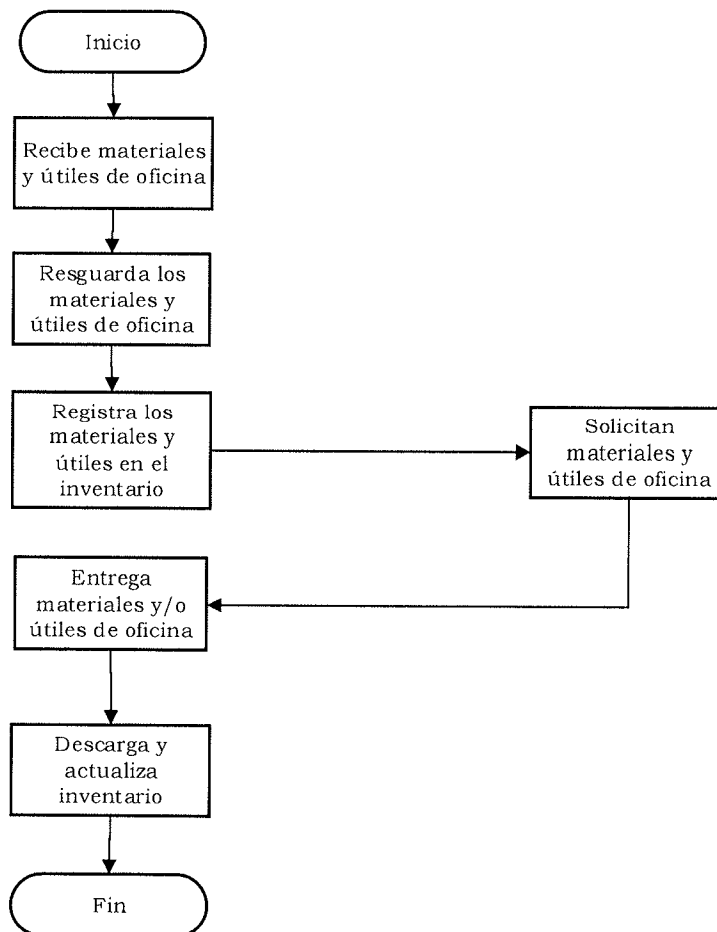 Inicio
Recibe materiales
y útiles de oficina
Resguarda los
materiales y
útiles de oficina
Registra los
materiales y
útiles en el
inventario
Solicitan
materiales y
útiles de oficina
Entrega
materiales y/o
útiles de oficina
Descarga y
actualiza
inventario
Fin